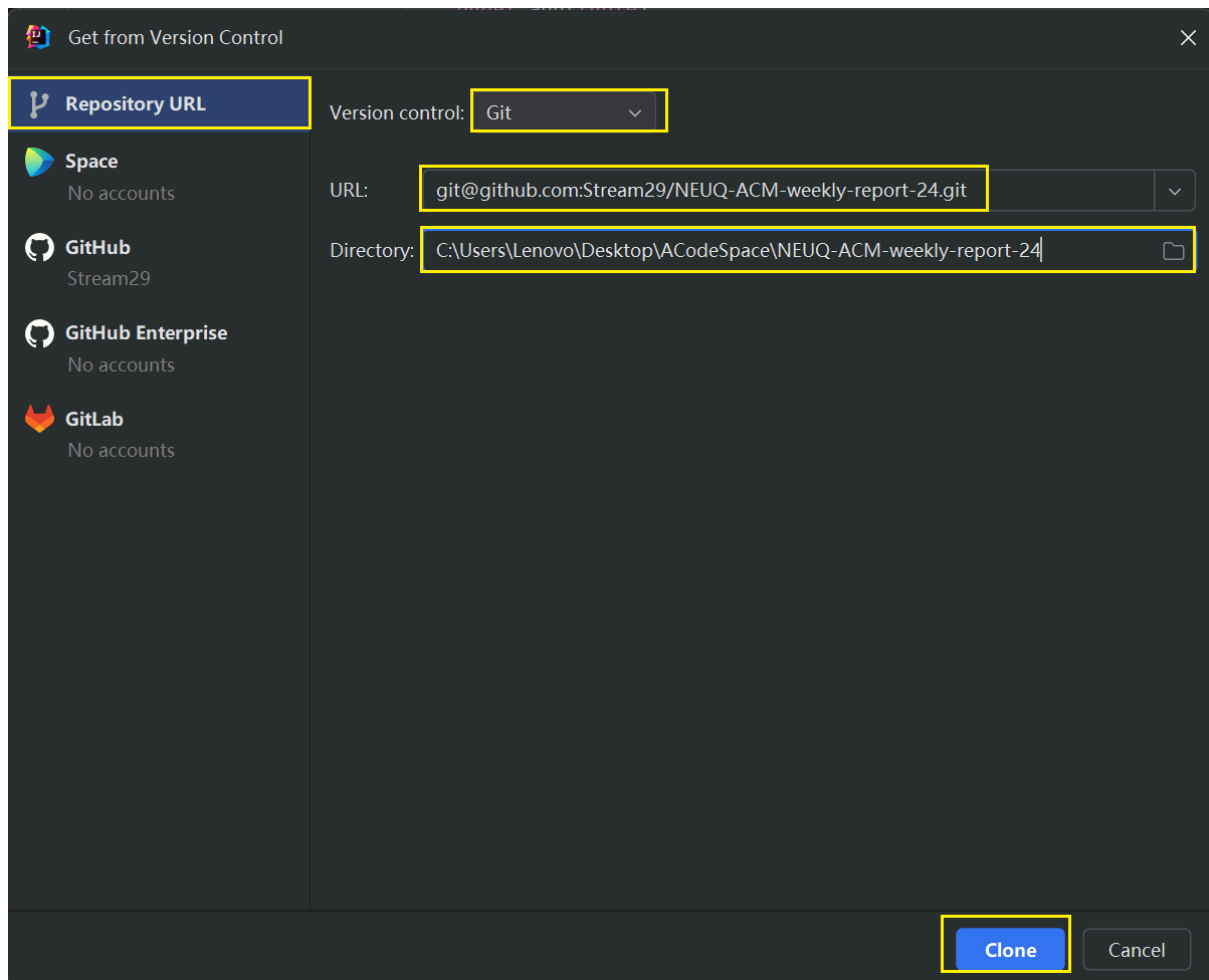 Get from Version Control
Repository URL
Space
No accounts
GitHub
Stream29
GitHub Enterprise
No accounts
GitLab
No accounts
Version control: Git
URL: git@github.com:Stream29/NEUQ-ACM-weekly-report-24.git
Directory: C:\Users\Lenovo\Desktop\ACodeSpace\NEUQ-ACM-weekly-report-24
Clone Cancel